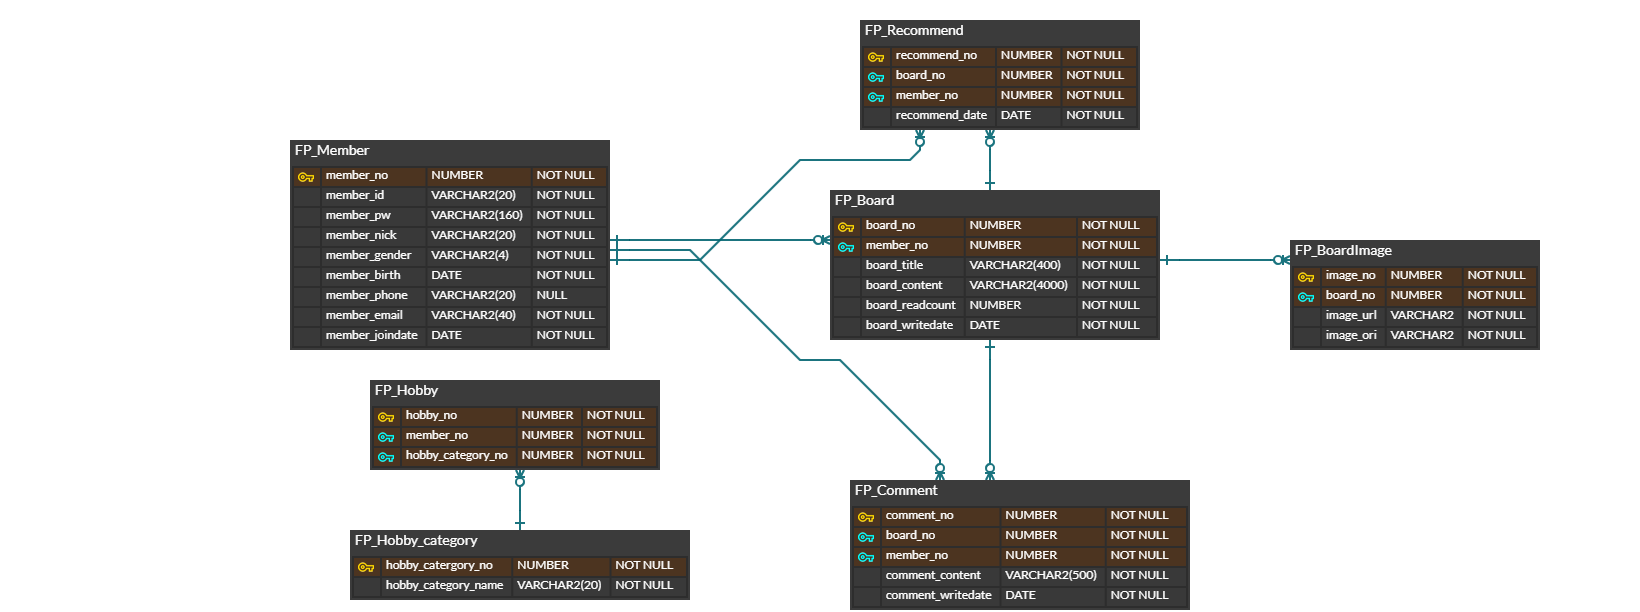 FP_Recommend
recommend_no NUMBER NOT NULL
board_no NUMBER NOT NULL
member_no NUMBER NOT NULL
recommend_date DATE NOT NULL
FP_Member
member_no NUMBER NOT NULL
member_id VARCHAR2(20) NOT NULL
member_pw VARCHAR2(160) NOT NULL
member_nick VARCHAR2(20) NOT NULL
member_gender VARCHAR2(4) NOT NULL
member_birth DATE NOT NULL
member_phone VARCHAR2(20) NULL
member_email VARCHAR2(40) NOT NULL
member_joindate DATE NOT NULL
FP_Board
board_no NUMBER NOT NULL
member_no NUMBER NOT NULL
board_title VARCHAR2(400) NOT NULL
board_content VARCHAR2(4000) NOT NULL
board_readcount NUMBER NOT NULL
board_writedate DATE NOT NULL
FP_BoardImage
image_no NUMBER NOT NULL
board_no NUMBER NOT NULL
image_url VARCHAR2 NOT NULL
image_ori VARCHAR2 NOT NULL
FP_Hobby
hobby_no NUMBER NOT NULL
member_no NUMBER NOT NULL
hobby_category_no NUMBER NOT NULL
FP_Hobby_category
hobby_catergory_no NUMBER NOT NULL
hobby_category_name VARCHAR2(20) NOT NULL
FP_Comment
comment_no NUMBER NOT NULL
board_no NUMBER NOT NULL
member_no NUMBER NOT NULL
comment_content VARCHAR2(500) NOT NULL
comment_writedate DATE NOT NULL